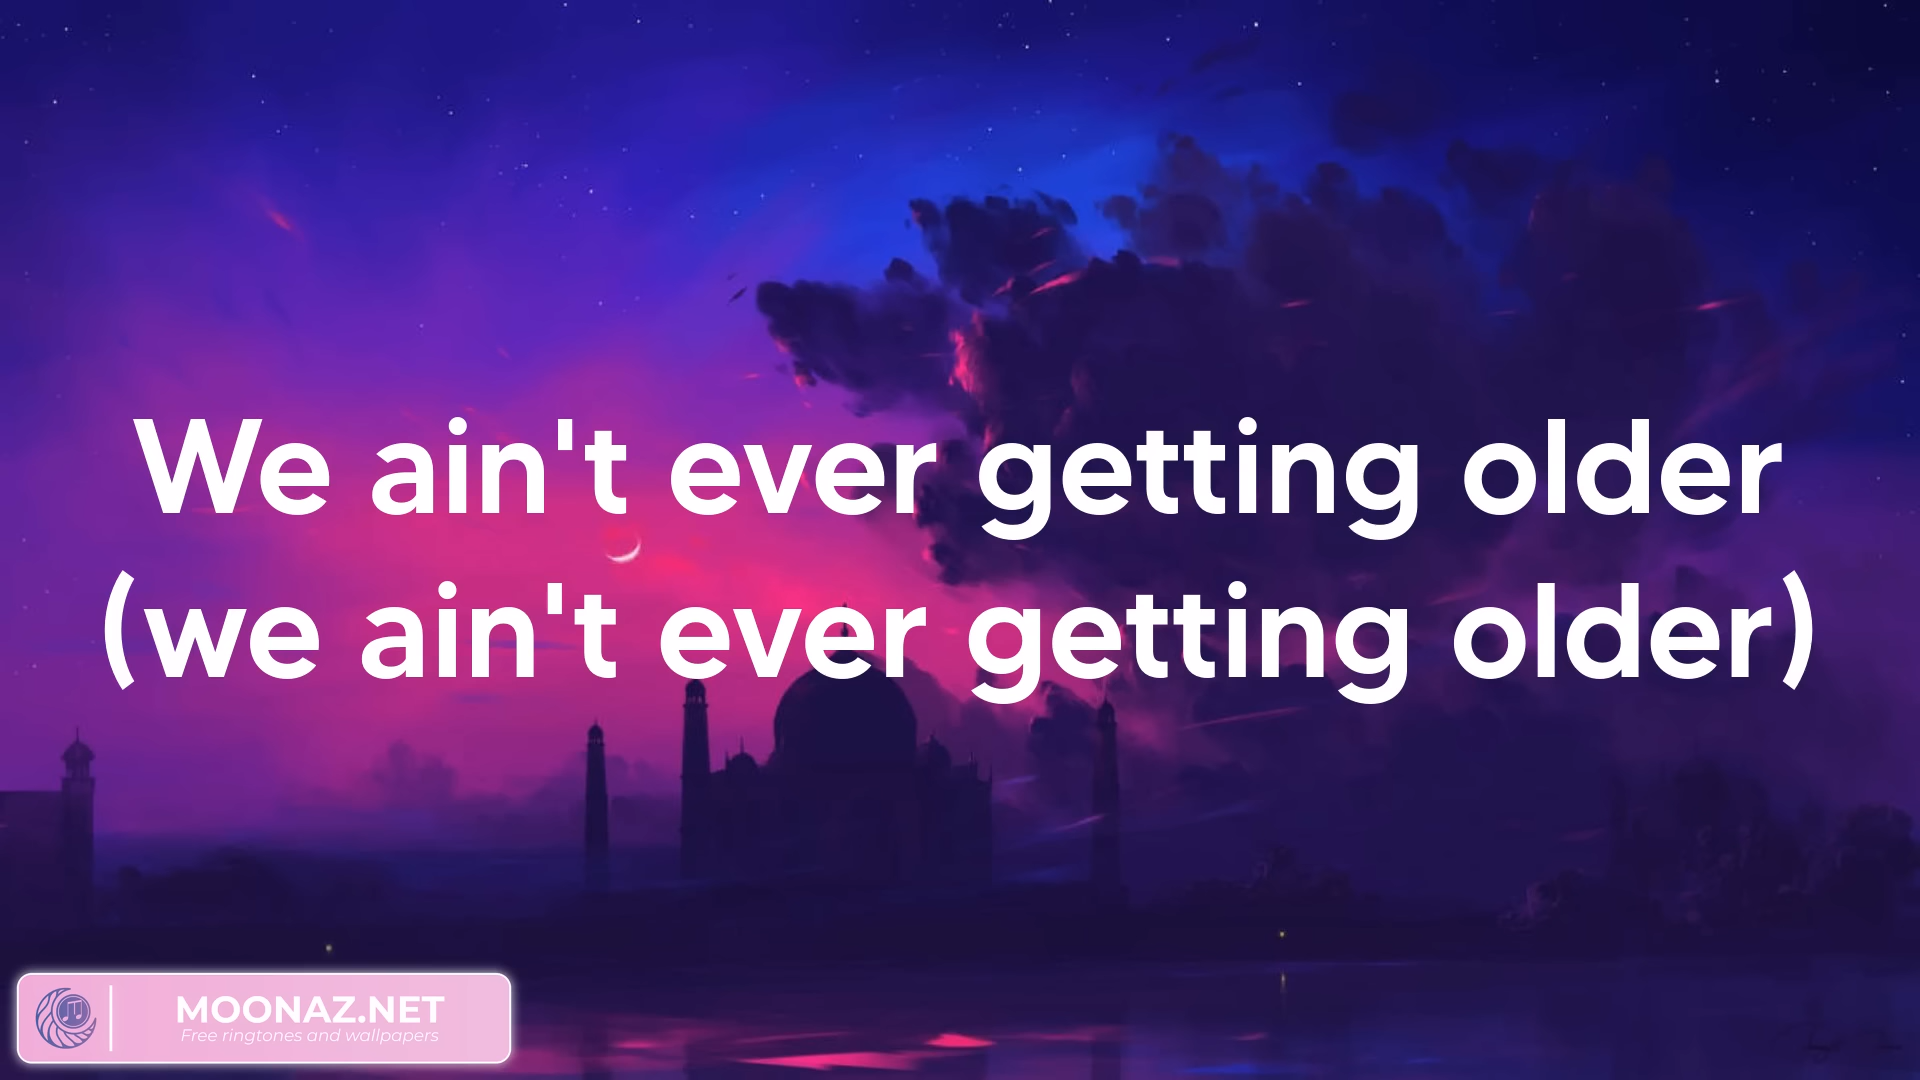 We ain't ever getting older
(we ain't ever getting older)
MOONAZ.NET
Free ringtones and wallpapers